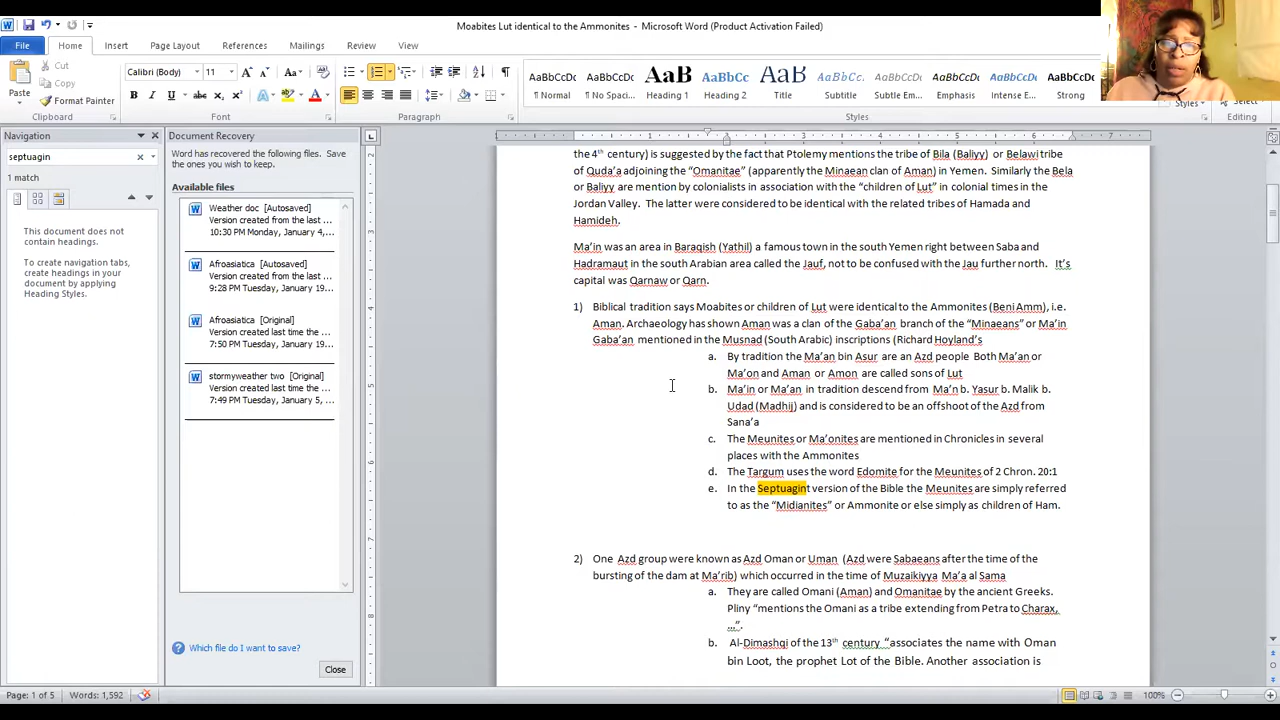 Moabites Lut identical to the Ammonites - Microsoft Word (Product Activation Failed)
File Home Insert Page Layout References Mailings Review View
Paste
Cut
Copy
Format Painter
Clipboard
Calibri (Body) 11
Font
Paragraph
AaBbCcDc AaBbCcDc AaB AaBbCc AaB AaBbCcL AaBbCcDc AaBbCcDc AaBbCcDc AaBbCcDc
¶ Normal ¶ No Spaci... Heading 1 Heading 2 Title Subtitle Subtle Em... Emphasis Intense E... Strong
Styles
Styles
Select
Editing
Navigation
septuagin
1 match
This document does not
contain headings.
To create navigation tabs,
create headings in your
document by applying
Heading Styles.
Document Recovery
Word has recovered the following files. Save
the ones you wish to keep.
Available files
Weather doc [Autosaved]
Version created from the last ...
10:30 PM Monday, January 4,...
Afroasiatica [Autosaved]
Version created from the last ...
9:28 PM Tuesday, January 19...
Afroasiatica [Original]
Version created last time the ...
7:50 PM Tuesday, January 19...
stormyweather two [Original]
Version created last time the ...
7:49 PM Tuesday, January 5, ...
Which file do I want to save?
Close
the 4th century) is suggested by the fact that Ptolemy mentions the tribe of Bila (Baliyy) or Belawi tribe
of Quda’a adjoining the “Omanitae” (apparently the Minaean clan of Aman) in Yemen. Similarly the Bela
or Baliyy are mention by colonialists in association with the “children of Lut” in colonial times in the
Jordan Valley. The latter were considered to be identical with the related tribes of Hamada and
Hamideh.
Ma’in was an area in Baraqish (Yathil) a famous town in the south Yemen right between Saba and
Hadramaut in the south Arabian area called the Jauf, not to be confused with the Jau further north. It’s
capital was Qarnaw or Qarn.
1) Biblical tradition says Moabites or children of Lut were identical to the Ammonites (Beni Amm), i.e.
Aman. Archaeology has shown Aman was a clan of the Gaba’an branch of the “Minaeans” or Ma’in
Gaba’an mentioned in the Musnad (South Arabic) inscriptions (Richard Hoyland’s
a. By tradition the Ma’an bin Asur are an Azd people Both Ma’an or
Ma’on and Aman or Amon are called sons of Lut
b. Ma’in or Ma’an in tradition descend from Ma’n b. Yasur b. Malik b.
Udad (Madhij) and is considered to be an offshoot of the Azd from
Sana’a
c. The Meunites or Ma’onites are mentioned in Chronicles in several
places with the Ammonites
d. The Targum uses the word Edomite for the Meunites of 2 Chron. 20:1
e. In the Septuagint version of the Bible the Meunites are simply referred
to as the “Midianites” or Ammonite or else simply as children of Ham.
2) One Azd group were known as Azd Oman or Uman (Azd were Sabaeans after the time of the
bursting of the dam at Ma’rib) which occurred in the time of Muzaikiyya Ma’a al Sama
a. They are called Omani (Aman) and Omanitae by the ancient Greeks.
Pliny “mentions the Omani as a tribe extending from Petra to Charax,
...”.
b. Al-Dimashqi of the 13th century “associates the name with Oman
bin Loot, the prophet Lot of the Bible. Another association is
Page: 1 of 5 Words: 1,592
100%